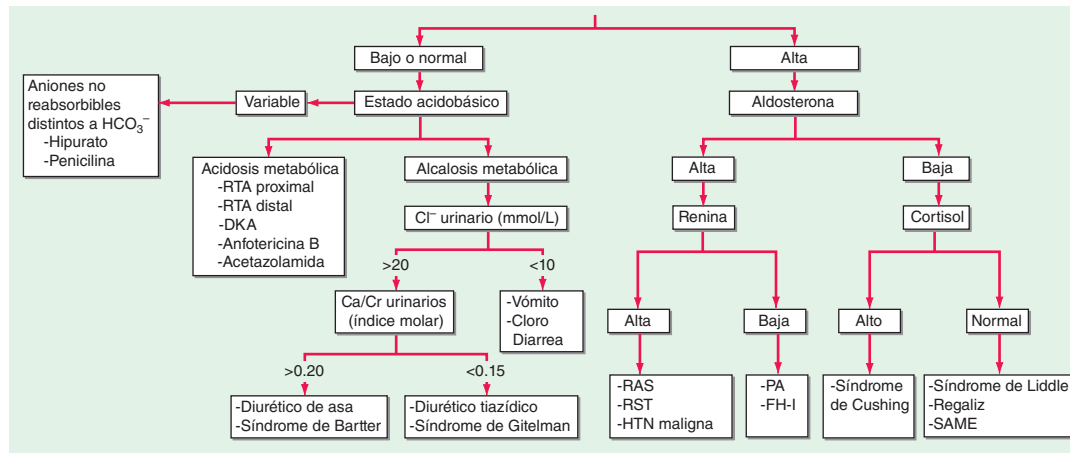 Bajo o normal
Alta
Aniones no
reabsorbibles
distintos a HCO₃⁻
-Hipurato
-Penicilina
Variable
Estado acidobásico
Aldosterona
Acidosis metabólica
-RTA proximal
-RTA distal
-DKA
-Anfotericina B
-Acetazolamida
Alcalosis metabólica
Alta
Baja
Cl⁻ urinario (mmol/L)
Renina
Cortisol
>20
<10
Ca/Cr urinarios
(índice molar)
-Vómito
-Cloro
Diarrea
Alta
Baja
Alto
Normal
>0.20
<0.15
-Diurético de asa
-Síndrome de Bartter
-Diurético tiazídico
-Síndrome de Gitelman
-RAS
-RST
-HTN maligna
-PA
-FH-I
-Síndrome
de Cushing
-Síndrome de Liddle
-Regaliz
-SAME